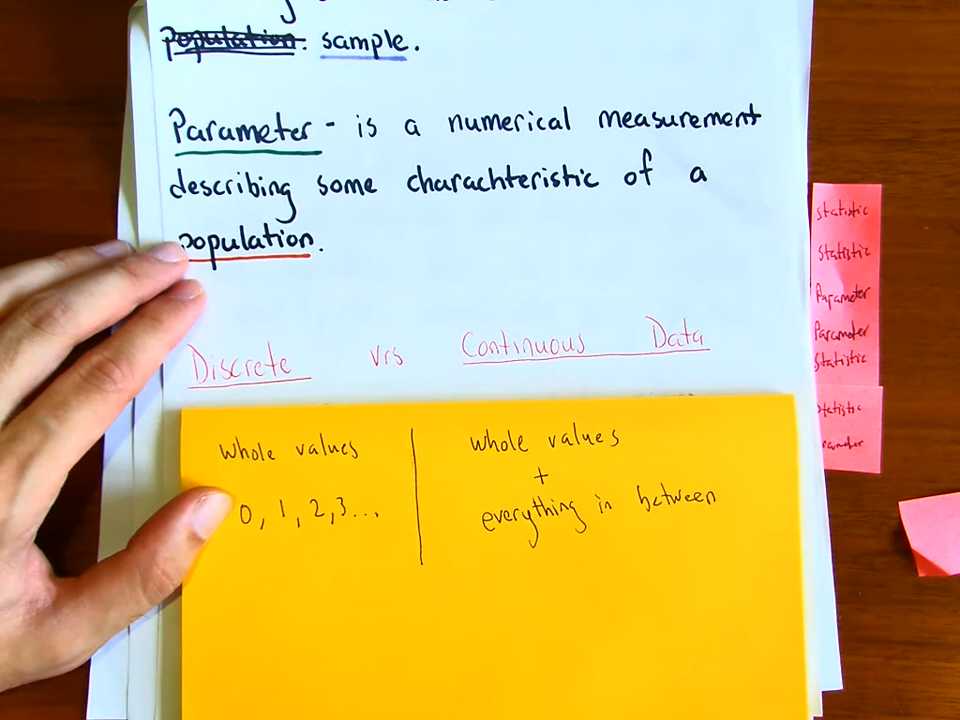 population. sample.
Parameter - is a numerical measurement
describing some charachteristic of a
population.
Discrete vrs Continuous Data
whole values
0, 1, 2, 3...
whole values
+
everything in between
statistic
statistic
Parameter
Parameter
statistic
statistic